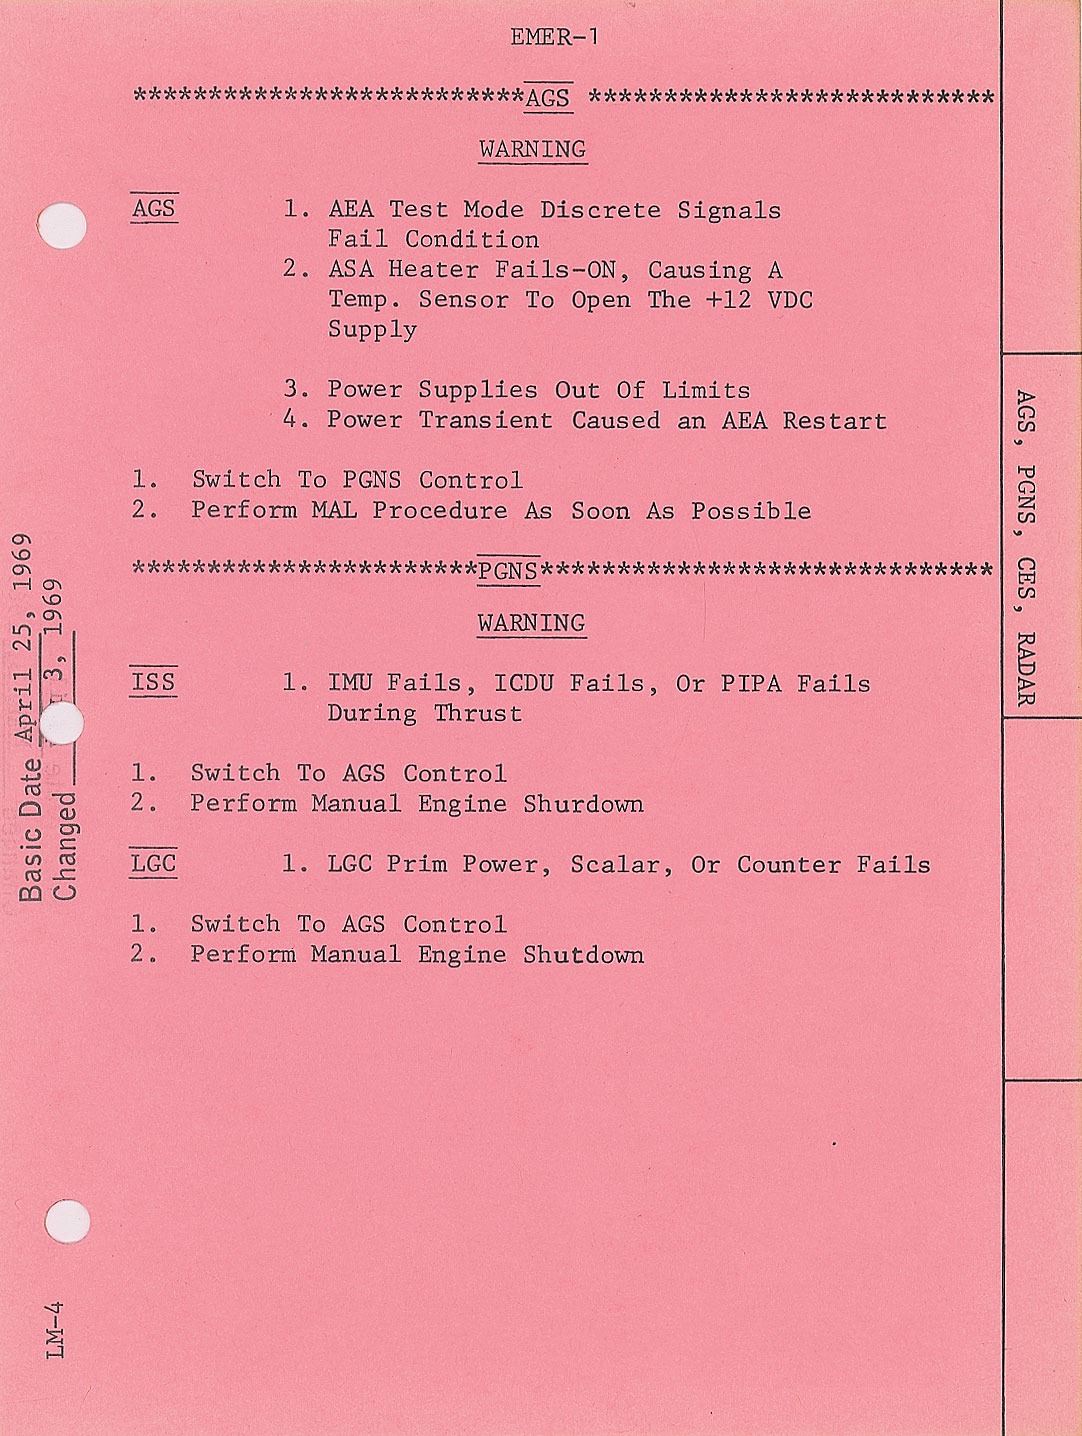 EMER-1
**************************AGS ***************************
WARNING
AGS 1. AEA Test Mode Discrete Signals
Fail Condition
2. ASA Heater Fails-ON, Causing A
Temp. Sensor To Open The +12 VDC
Supply
3. Power Supplies Out Of Limits
4. Power Transient Caused an AEA Restart
1. Switch To PGNS Control
2. Perform MAL Procedure As Soon As Possible
***********************PGNS******************************
WARNING
ISS 1. IMU Fails, ICDU Fails, Or PIPA Fails
During Thrust
1. Switch To AGS Control
2. Perform Manual Engine Shurdown
LGC 1. LGC Prim Power, Scalar, Or Counter Fails
1. Switch To AGS Control
2. Perform Manual Engine Shutdown
AGS, PGNS, CES, RADAR
Basic Date April 25, 1969
Changed 3, 1969
LM-4